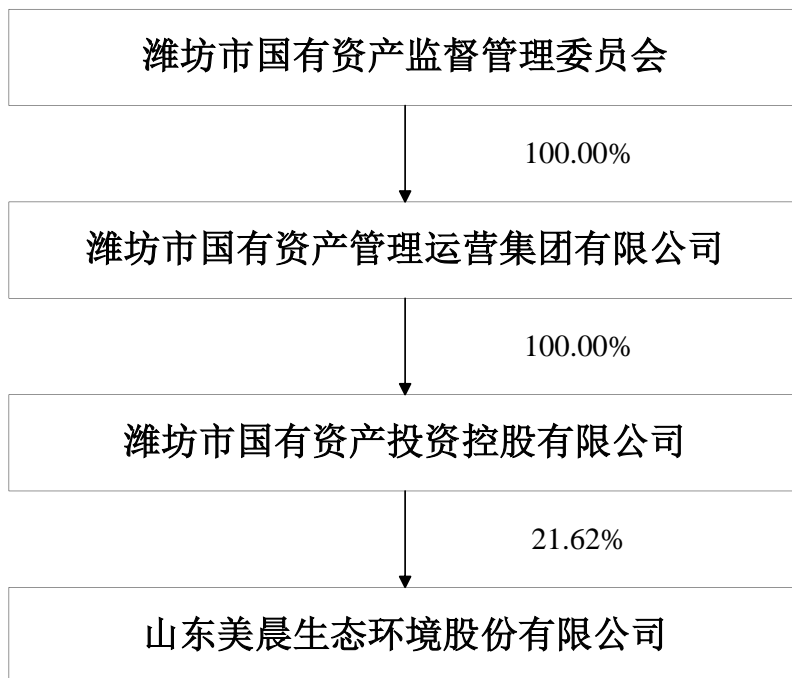 潍坊市国有资产监督管理委员会
100.00%
潍坊市国有资产管理运营集团有限公司
100.00%
潍坊市国有资产投资控股有限公司
21.62%
山东美晨生态环境股份有限公司